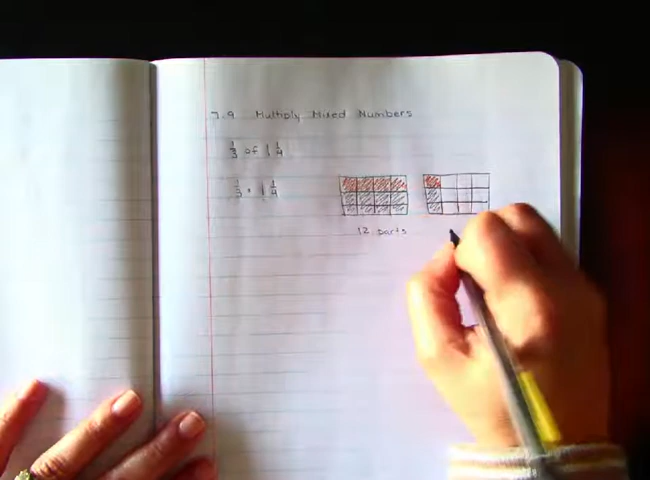 7.9 Multiply Mixed Numbers
1/3 of 1 1/4
1/3 · 1 1/4
12 parts